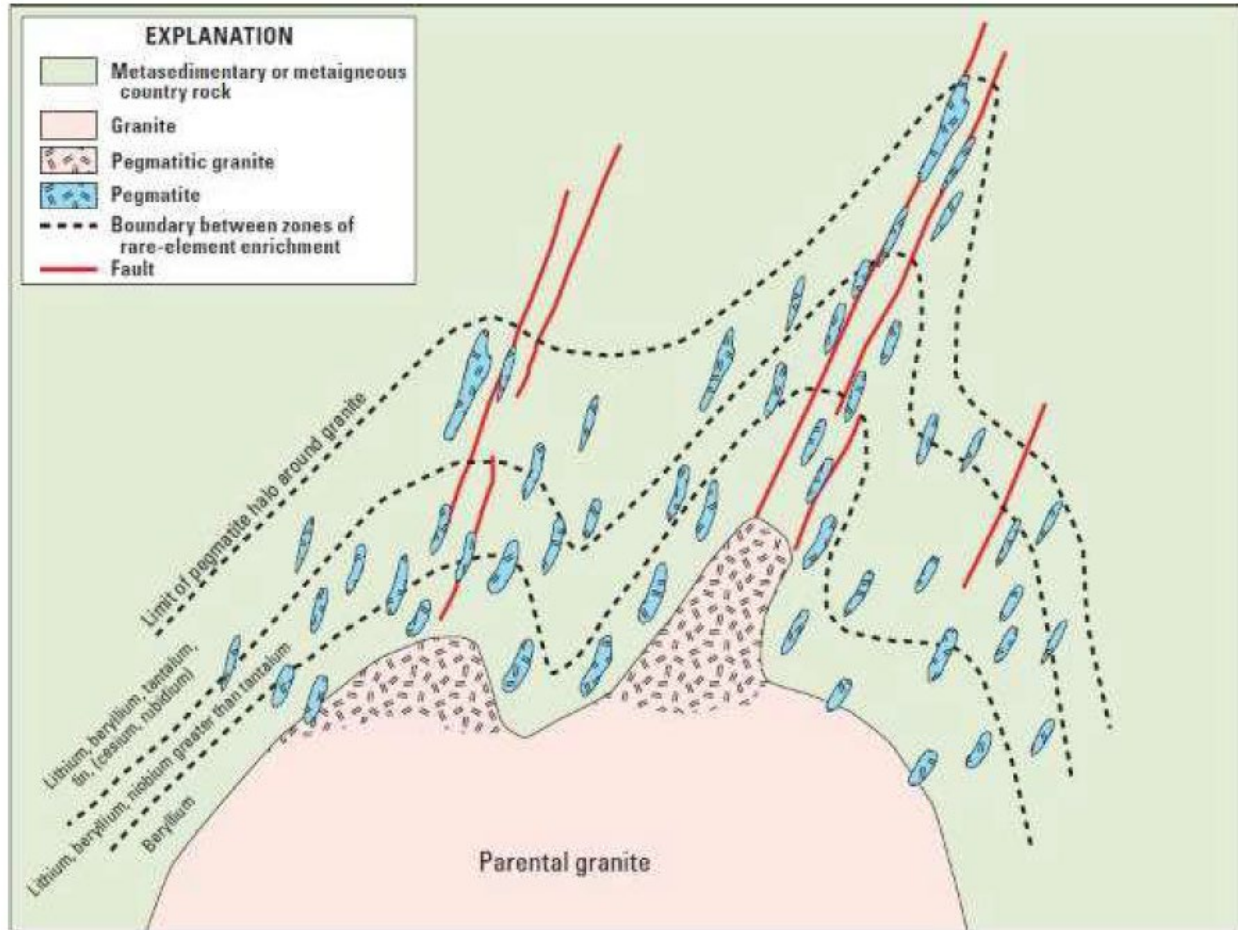 EXPLANATION
Metasedimentary or metaigneous
country rock
Granite
Pegmatitic granite
Pegmatite
Boundary between zones of
rare-element enrichment
Fault
Limit of pegmatite halo around granite
Lithium, beryllium, tantalum,
tin, (cesium, rubidium)
Lithium, beryllium, niobium greater than tantalum
Beryllium
Parental granite